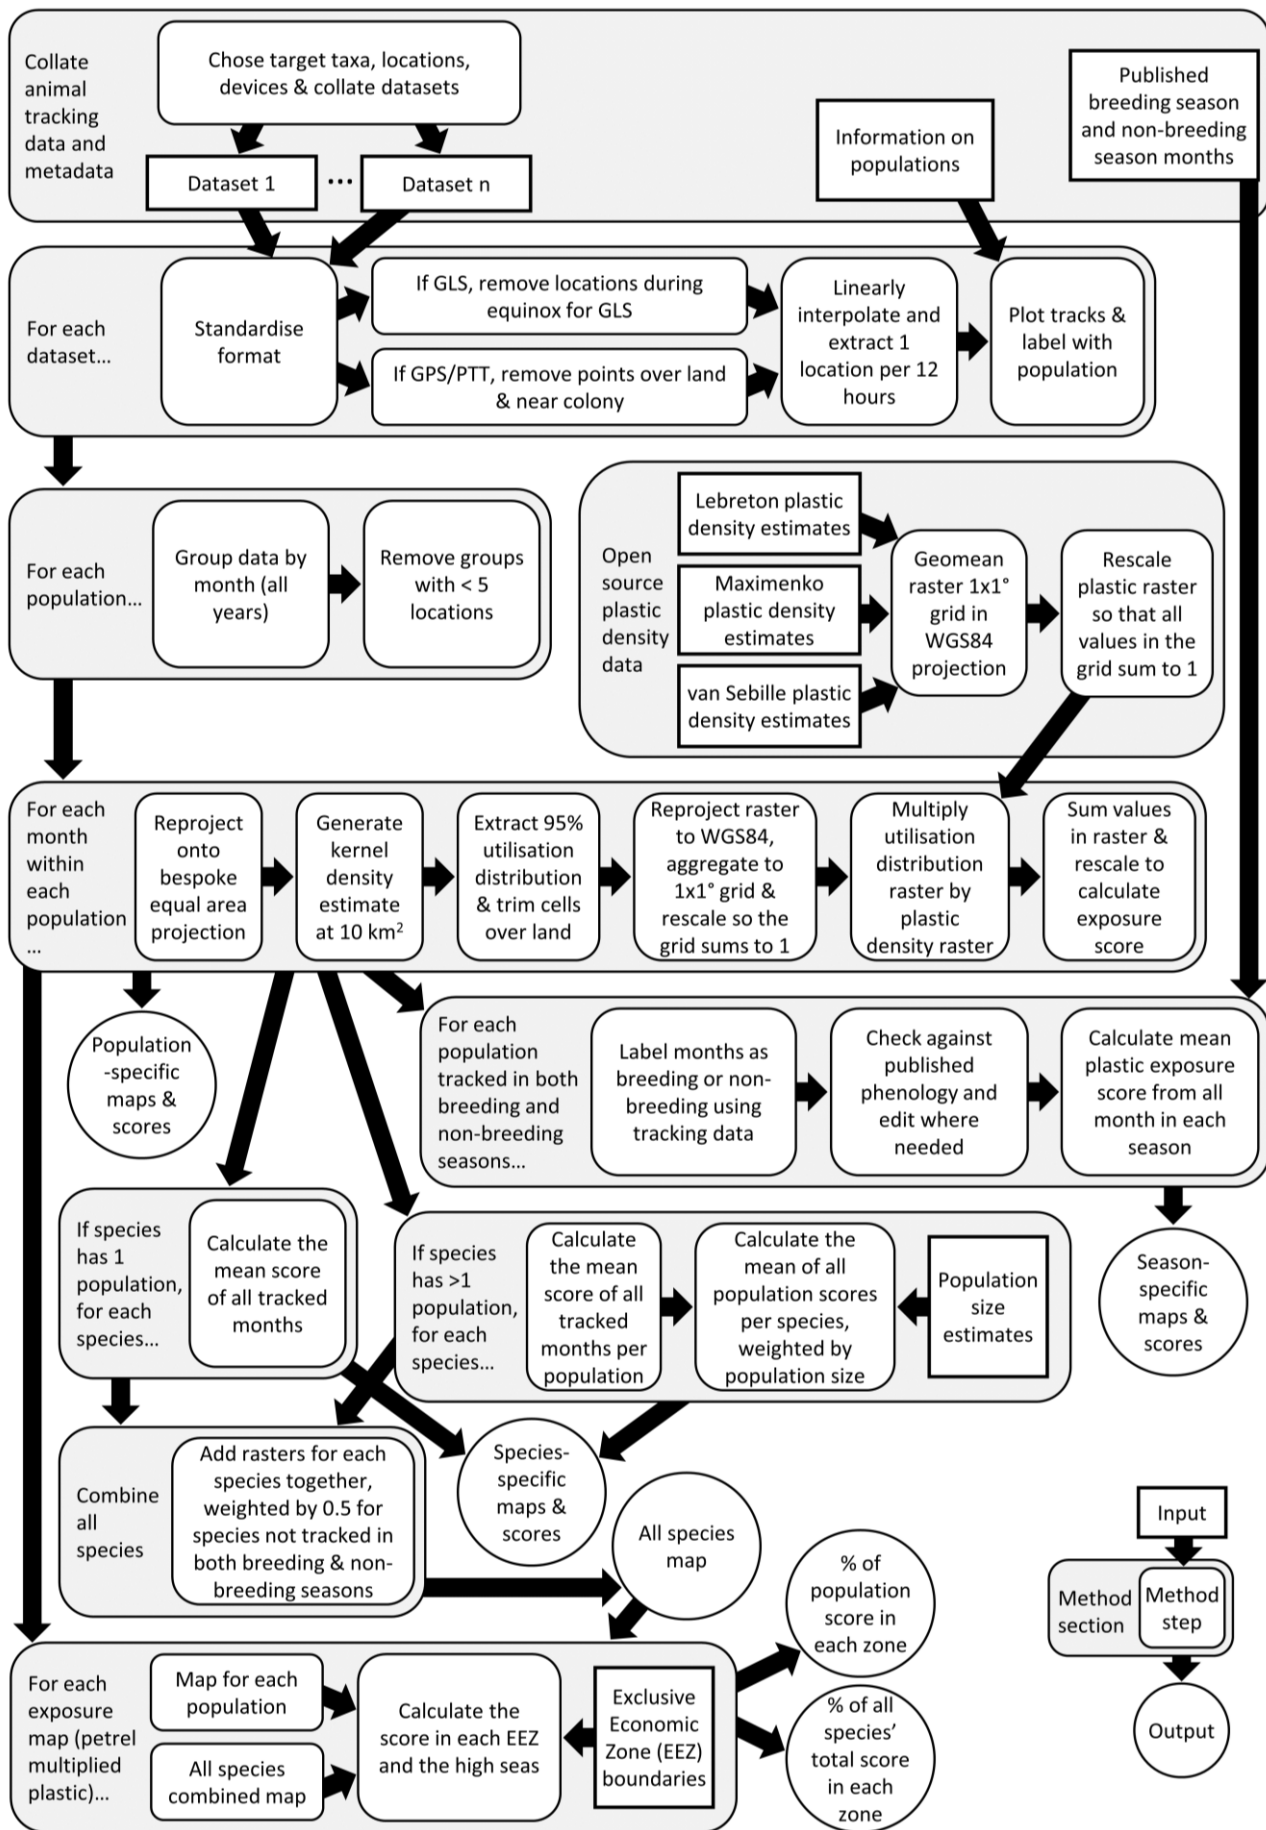 Collate
animal
tracking
data and
metadata
Chose target taxa, locations,
devices & collate datasets
Dataset 1
...
Dataset n
Information on
populations
Published
breeding season
and non-breeding
season months
For each
dataset...
Standardise
format
If GLS, remove locations during
equinox for GLS
If GPS/PTT, remove points over land
& near colony
Linearly
interpolate and
extract 1
location per 12
hours
Plot tracks &
label with
population
For each
population...
Group data by
month (all
years)
Remove groups
with < 5
locations
Open
source
plastic
density
data
Lebreton plastic
density estimates
Maximenko
plastic density
estimates
van Sebille plastic
density estimates
Geomean
raster 1x1°
grid in
WGS84
projection
Rescale
plastic raster
so that all
values in the
grid sum to 1
For each
month
within
each
population
...
Reproject
onto
bespoke
equal area
projection
Generate
kernel
density
estimate
at 10 km²
Extract 95%
utilisation
distribution
& trim cells
over land
Reproject raster
to WGS84,
aggregate to
1x1° grid &
rescale so the
grid sums to 1
Multiply
utilisation
distribution
raster by
plastic
density raster
Sum values
in raster &
rescale to
calculate
exposure
score
Population
-specific
maps &
scores
For each
population
tracked in both
breeding and
non-breeding
seasons...
Label months as
breeding or non-
breeding using
tracking data
Check against
published
phenology and
edit where
needed
Calculate mean
plastic exposure
score from all
month in each
season
If species
has 1
population,
for each
species...
Calculate the
mean score
of all tracked
months
If species
has >1
population,
for each
species...
Calculate
the mean
score of all
tracked
months per
population
Calculate the
mean of all
population scores
per species,
weighted by
population size
Population
size
estimates
Season-
specific
maps &
scores
Combine
all
species
Add rasters for each
species together,
weighted by 0.5 for
species not tracked in
both breeding & non-
breeding seasons
Species-
specific
maps &
scores
All species
map
% of
population
score in
each zone
Input
Method
section
Method
step
Output
For each
exposure
map (petrel
multiplied
plastic)...
Map for each
population
All species
combined map
Calculate the
score in each EEZ
and the high seas
Exclusive
Economic
Zone (EEZ)
boundaries
% of all
species'
total score
in each
zone